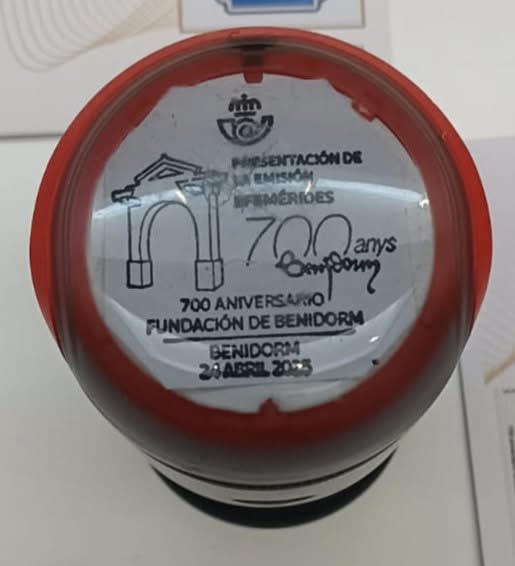 PRESENTACIÓN DE
LA EMISIÓN
EFEMÉRIDES
700 anys
Benidorm
700 ANIVERSARIO
FUNDACIÓN DE BENIDORM
BENIDORM
24 ABRIL 2025